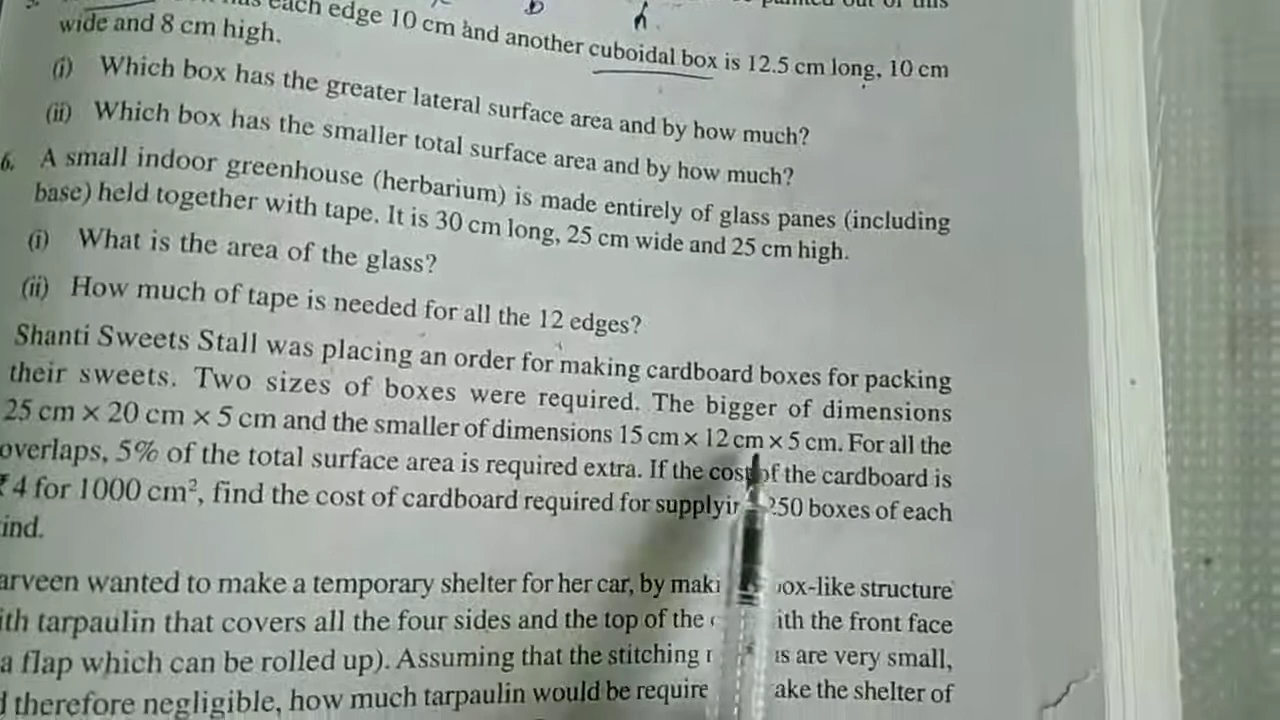 each edge 10 cm and another cuboidal box is 12.5 cm long, 10 cm
wide and 8 cm high.
(i) Which box has the greater lateral surface area and by how much?
(ii) Which box has the smaller total surface area and by how much?
6. A small indoor greenhouse (herbarium) is made entirely of glass panes (including
base) held together with tape. It is 30 cm long, 25 cm wide and 25 cm high.
(i) What is the area of the glass?
(ii) How much of tape is needed for all the 12 edges?
Shanti Sweets Stall was placing an order for making cardboard boxes for packing
their sweets. Two sizes of boxes were required. The bigger of dimensions
25 cm × 20 cm × 5 cm and the smaller of dimensions 15 cm × 12 cm × 5 cm. For all the
overlaps, 5% of the total surface area is required extra. If the cost of the cardboard is
₹ 4 for 1000 cm², find the cost of cardboard required for supplyin 250 boxes of each
ind.
arveen wanted to make a temporary shelter for her car, by maki box-like structure
ith tarpaulin that covers all the four sides and the top of the ith the front face
a flap which can be rolled up). Assuming that the stitching are very small,
therefore negligible, how much tarpaulin would be require ake the shelter of